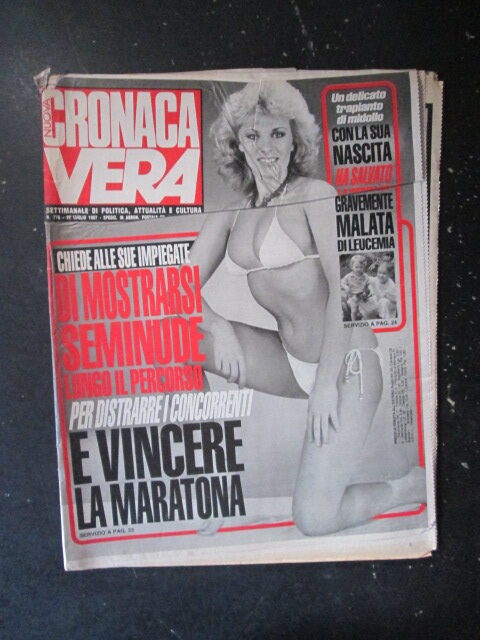 NUOVA
CRONACA
VERA
SETTIMANALE DI POLITICA, ATTUALITÀ E CULTURA
Un delicato
trapianto
di midollo
CON LA SUA
NASCITA
HA SALVATO
GRAVEMENTE
MALATA
DI LEUCEMIA
SERVIZIO A PAG. 24
CHIEDE ALLE SUE IMPIEGATE
DI MOSTRARSI
SEMINUDE
LUNGO IL PERCORSO
PER DISTRARRE I CONCORRENTI
E VINCERE
LA MARATONA
SERVIZIO A PAG. 23